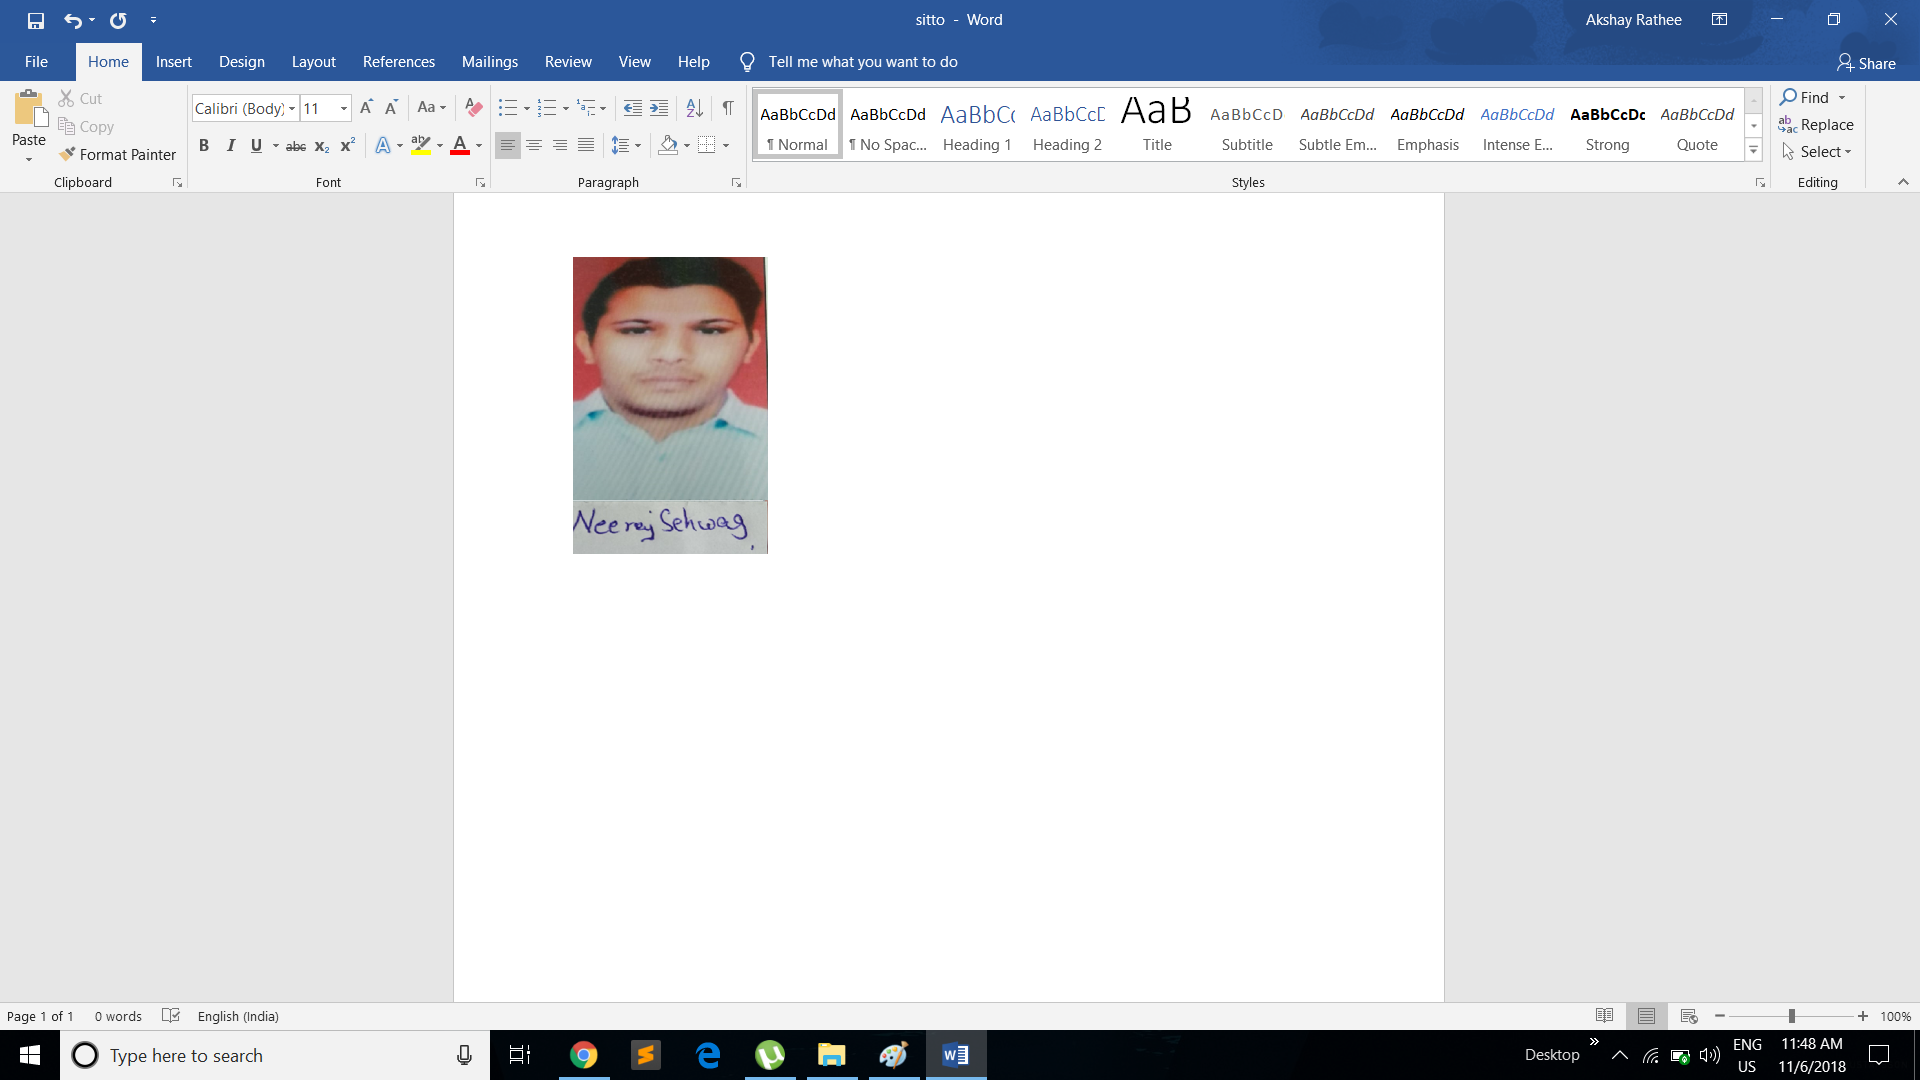 sitto - Word
Akshay Rathee
File Home Insert Design Layout References Mailings Review View Help Tell me what you want to do
Share
Paste
Cut
Copy
Format Painter
Clipboard
Calibri (Body) 11
Aa
B I U abc x₂ x² A ab A
Font
Paragraph
AaBbCcDd AaBbCcDd AaBbCc AaBbCcD AaB AaBbCcD AaBbCcDd AaBbCcDd AaBbCcDd AaBbCcDc AaBbCcDd
¶ Normal ¶ No Spac... Heading 1 Heading 2 Title Subtitle Subtle Em... Emphasis Intense E... Strong Quote
Styles
Find
Replace
Select
Editing
Neeraj Sehwag
Page 1 of 1 0 words English (India)
100%
Type here to search
Desktop
ENG
US
11:48 AM
11/6/2018